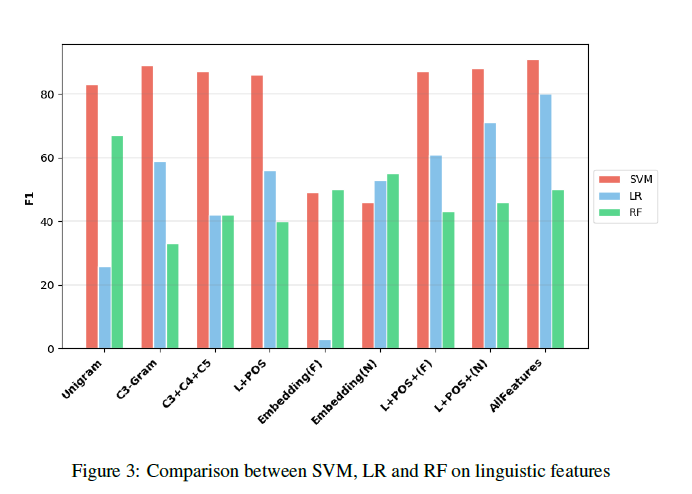 F1
80
60
40
20
0
SVM
LR
RF
Unigram
C3-Gram
C3+C4+C5
L+POS
Embedding(F)
Embedding(N)
L+POS+(F)
L+POS+(N)
AllFeatures
Figure 3: Comparison between SVM, LR and RF on linguistic features